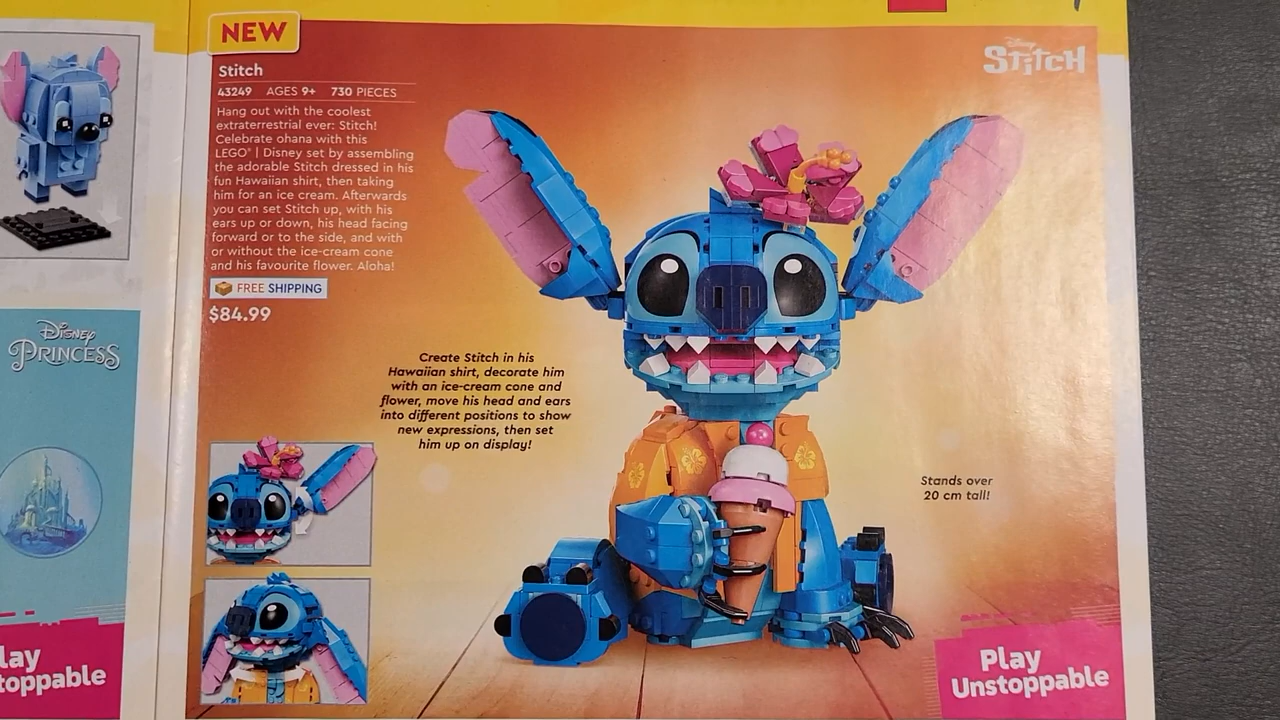 NEW
Stitch
43249 AGES 9+ 730 PIECES
Hang out with the coolest
extraterrestrial ever: Stitch!
Celebrate ohana with this
LEGO® | Disney set by assembling
the adorable Stitch dressed in his
fun Hawaiian shirt, then taking
him for an ice cream. Afterwards
you can set Stitch up, with his
ears up or down, his head facing
forward or to the side, and with
or without the ice-cream cone
and his favourite flower. Aloha!
FREE SHIPPING
$84.99
Disney
STITCH
Create Stitch in his
Hawaiian shirt, decorate him
with an ice-cream cone and
flower, move his head and ears
into different positions to show
new expressions, then set
him up on display!
Stands over
20 cm tall!
Play
Unstoppable
Disney
PRINCESS
lay
toppable